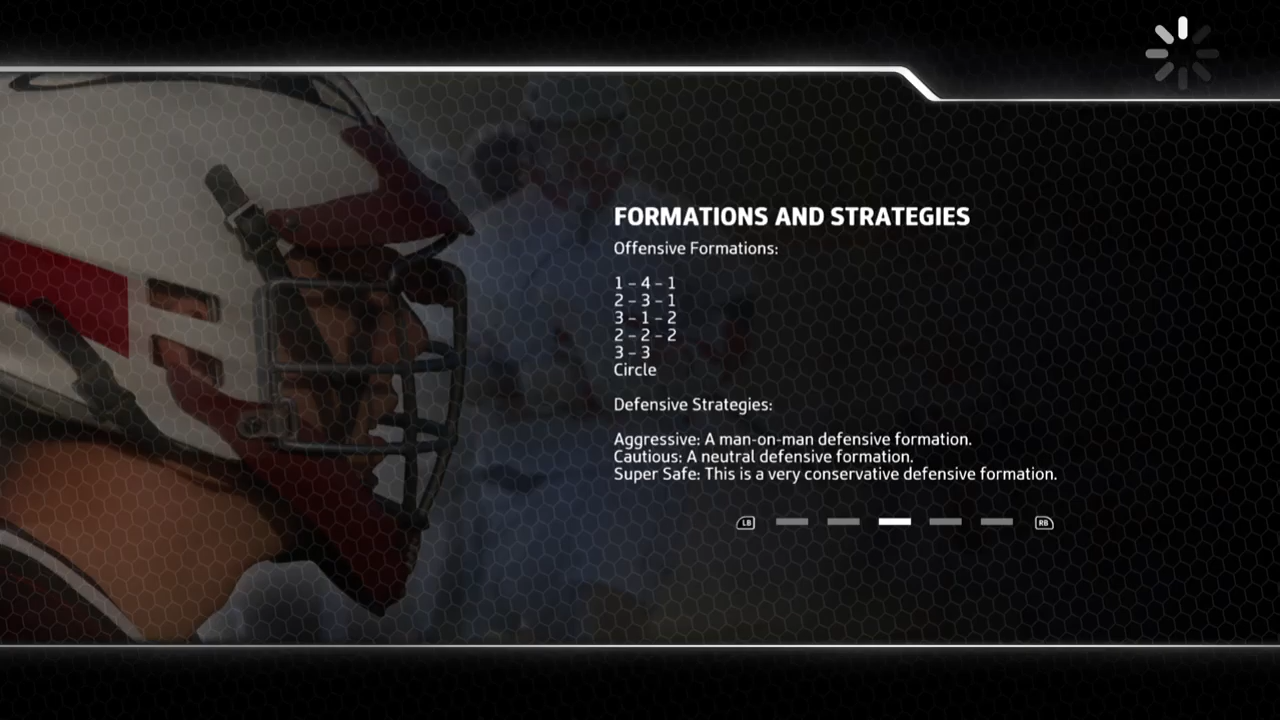 FORMATIONS AND STRATEGIES
Offensive Formations:
1 - 4 - 1
2 - 3 - 1
3 - 1 - 2
2 - 2 - 2
3 - 3
Circle
Defensive Strategies:
Aggressive: A man-on-man defensive formation.
Cautious: A neutral defensive formation.
Super Safe: This is a very conservative defensive formation.
LB RB